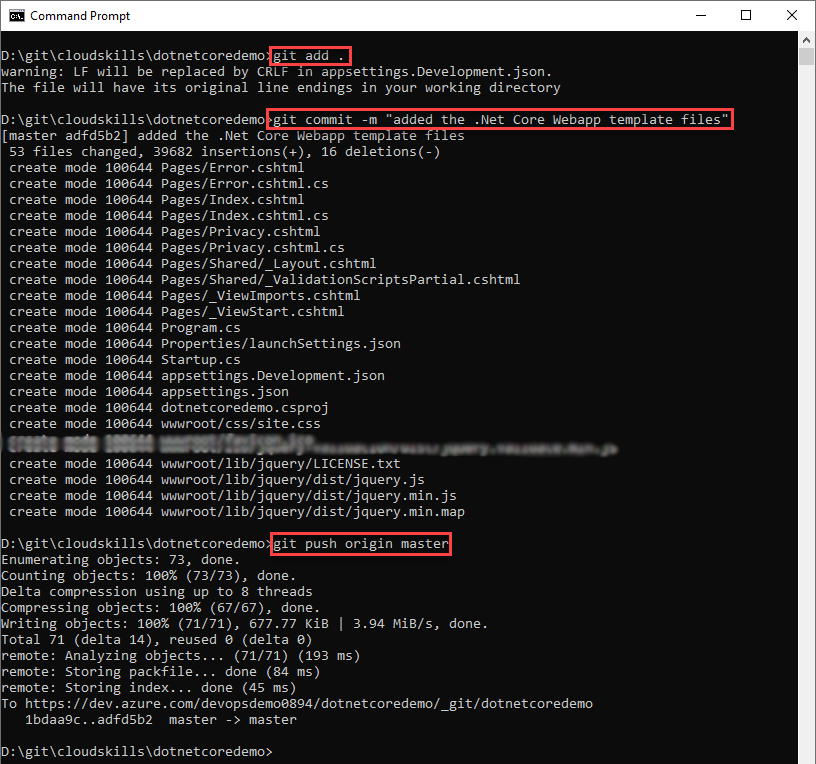 Command Prompt
D:\git\cloudskills\dotnetcoredemo>git add .
warning: LF will be replaced by CRLF in appsettings.Development.json.
The file will have its original line endings in your working directory
D:\git\cloudskills\dotnetcoredemo>git commit -m "added the .Net Core Webapp template files"
[master adfd5b2] added the .Net Core Webapp template files
53 files changed, 39682 insertions(+), 16 deletions(-)
create mode 100644 Pages/Error.cshtml
create mode 100644 Pages/Error.cshtml.cs
create mode 100644 Pages/Index.cshtml
create mode 100644 Pages/Index.cshtml.cs
create mode 100644 Pages/Privacy.cshtml
create mode 100644 Pages/Privacy.cshtml.cs
create mode 100644 Pages/Shared/_Layout.cshtml
create mode 100644 Pages/Shared/_ValidationScriptsPartial.cshtml
create mode 100644 Pages/_ViewImports.cshtml
create mode 100644 Pages/_ViewStart.cshtml
create mode 100644 Program.cs
create mode 100644 Properties/launchSettings.json
create mode 100644 Startup.cs
create mode 100644 appsettings.Development.json
create mode 100644 appsettings.json
create mode 100644 dotnetcoredemo.csproj
create mode 100644 wwwroot/css/site.css
create mode 100644
create mode 100644 wwwroot/lib/jquery/LICENSE.txt
create mode 100644 wwwroot/lib/jquery/dist/jquery.js
create mode 100644 wwwroot/lib/jquery/dist/jquery.min.js
create mode 100644 wwwroot/lib/jquery/dist/jquery.min.map
D:\git\cloudskills\dotnetcoredemo>git push origin master
Enumerating objects: 73, done.
Counting objects: 100% (73/73), done.
Delta compression using up to 8 threads
Compressing objects: 100% (67/67), done.
Writing objects: 100% (71/71), 677.77 KiB | 3.94 MiB/s, done.
Total 71 (delta 14), reused 0 (delta 0)
remote: Analyzing objects... (71/71) (193 ms)
remote: Storing packfile... done (84 ms)
remote: Storing index... done (45 ms)
To https://dev.azure.com/devopsdemo0894/dotnetcoredemo/_git/dotnetcoredemo
1bdaa9c..adfd5b2  master -> master
D:\git\cloudskills\dotnetcoredemo>